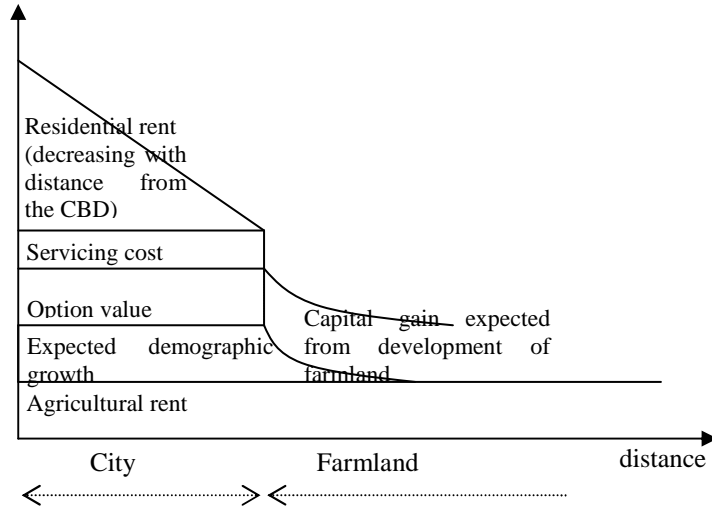 Residential rent
(decreasing with
distance from
the CBD)
Servicing cost
Option value
Expected demographic
growth
Capital gain expected
from development of
farmland
Agricultural rent
City
Farmland
distance